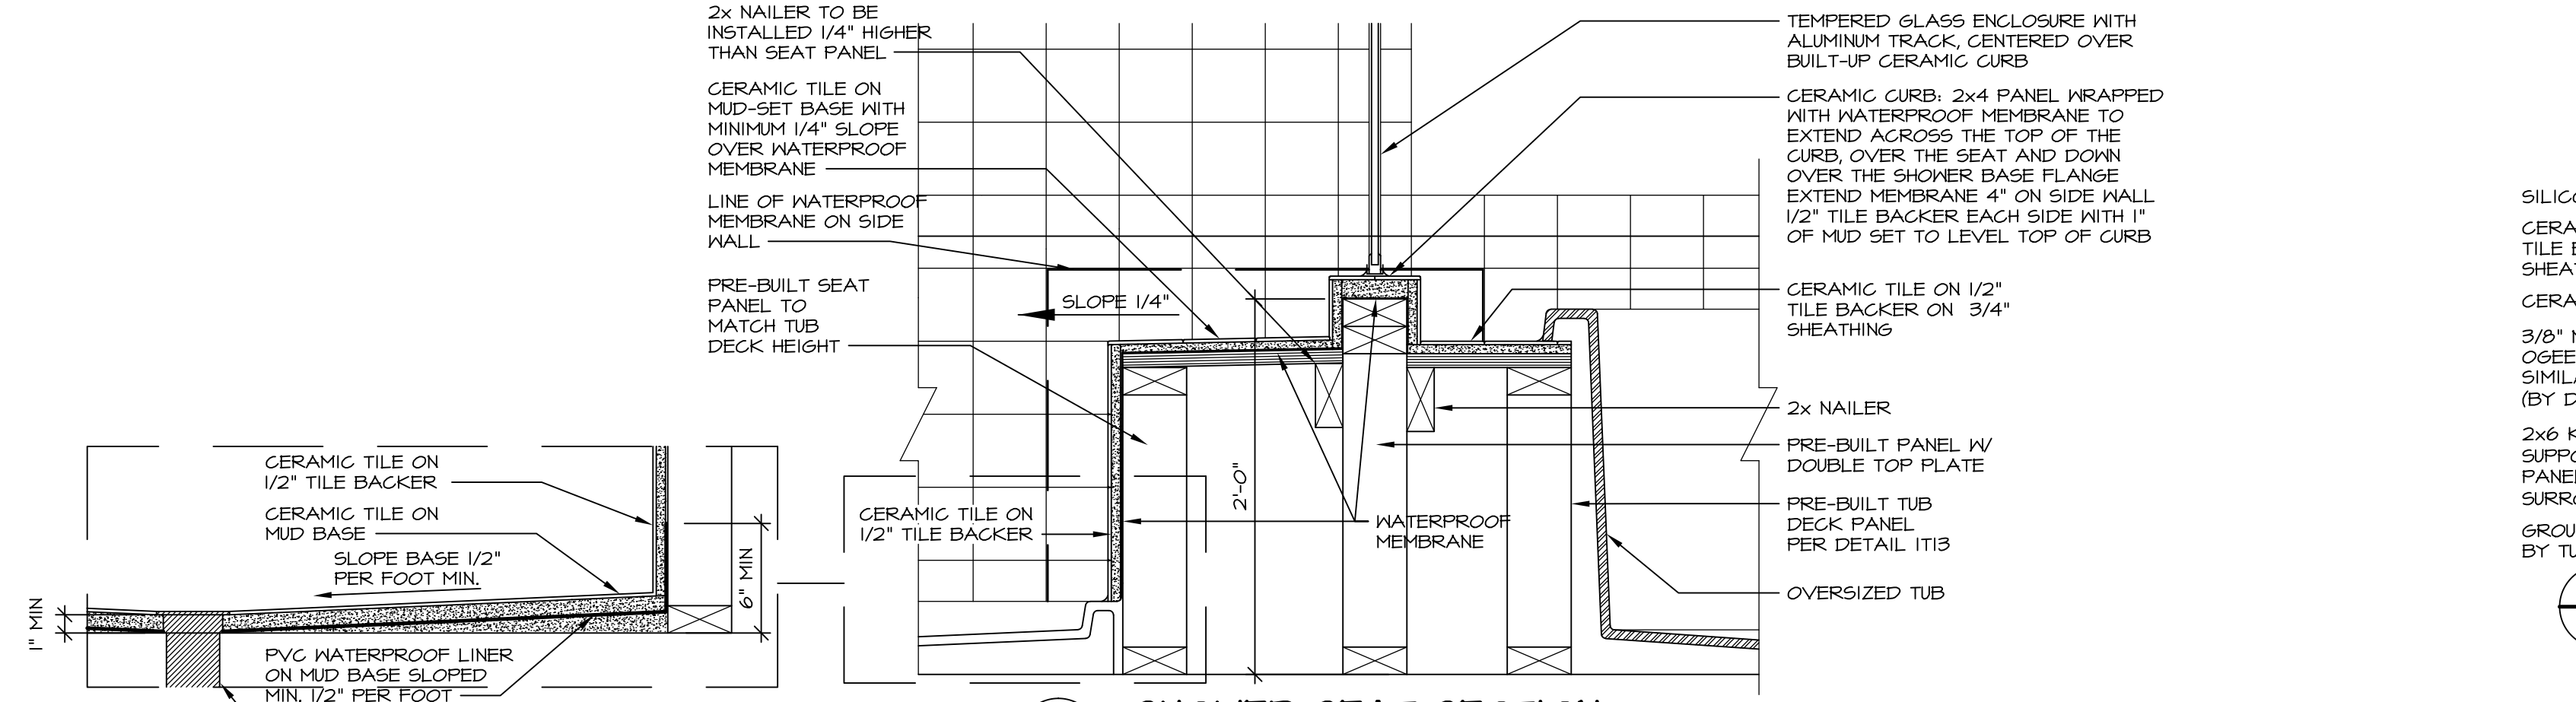 2x NAILER TO BE
INSTALLED 1/4" HIGHER
THAN SEAT PANEL
CERAMIC TILE ON
MUD-SET BASE WITH
MINIMUM 1/4" SLOPE
OVER WATERPROOF
MEMBRANE
LINE OF WATERPROOF
MEMBRANE ON SIDE
WALL
PRE-BUILT SEAT
PANEL TO
MATCH TUB
DECK HEIGHT
SLOPE 1/4"
2'-0"
CERAMIC TILE ON
1/2" TILE BACKER
WATERPROOF
MEMBRANE
TEMPERED GLASS ENCLOSURE WITH
ALUMINUM TRACK, CENTERED OVER
BUILT-UP CERAMIC CURB
CERAMIC CURB: 2x4 PANEL WRAPPED
WITH WATERPROOF MEMBRANE TO
EXTEND ACROSS THE TOP OF THE
CURB, OVER THE SEAT AND DOWN
OVER THE SHOWER BASE FLANGE
EXTEND MEMBRANE 4" ON SIDE WALL
1/2" TILE BACKER EACH SIDE WITH 1"
OF MUD SET TO LEVEL TOP OF CURB
CERAMIC TILE ON 1/2"
TILE BACKER ON 3/4"
SHEATHING
2x NAILER
PRE-BUILT PANEL W/
DOUBLE TOP PLATE
PRE-BUILT TUB
DECK PANEL
PER DETAIL 1T13
OVERSIZED TUB
CERAMIC TILE ON
1/2" TILE BACKER
CERAMIC TILE ON
MUD BASE
SLOPE BASE 1/2"
PER FOOT MIN.
6" MIN
1" MIN
PVC WATERPROOF LINER
ON MUD BASE SLOPED
MIN. 1/2" PER FOOT
TILE
3/8"
OGEE
2x6
(BY
BY